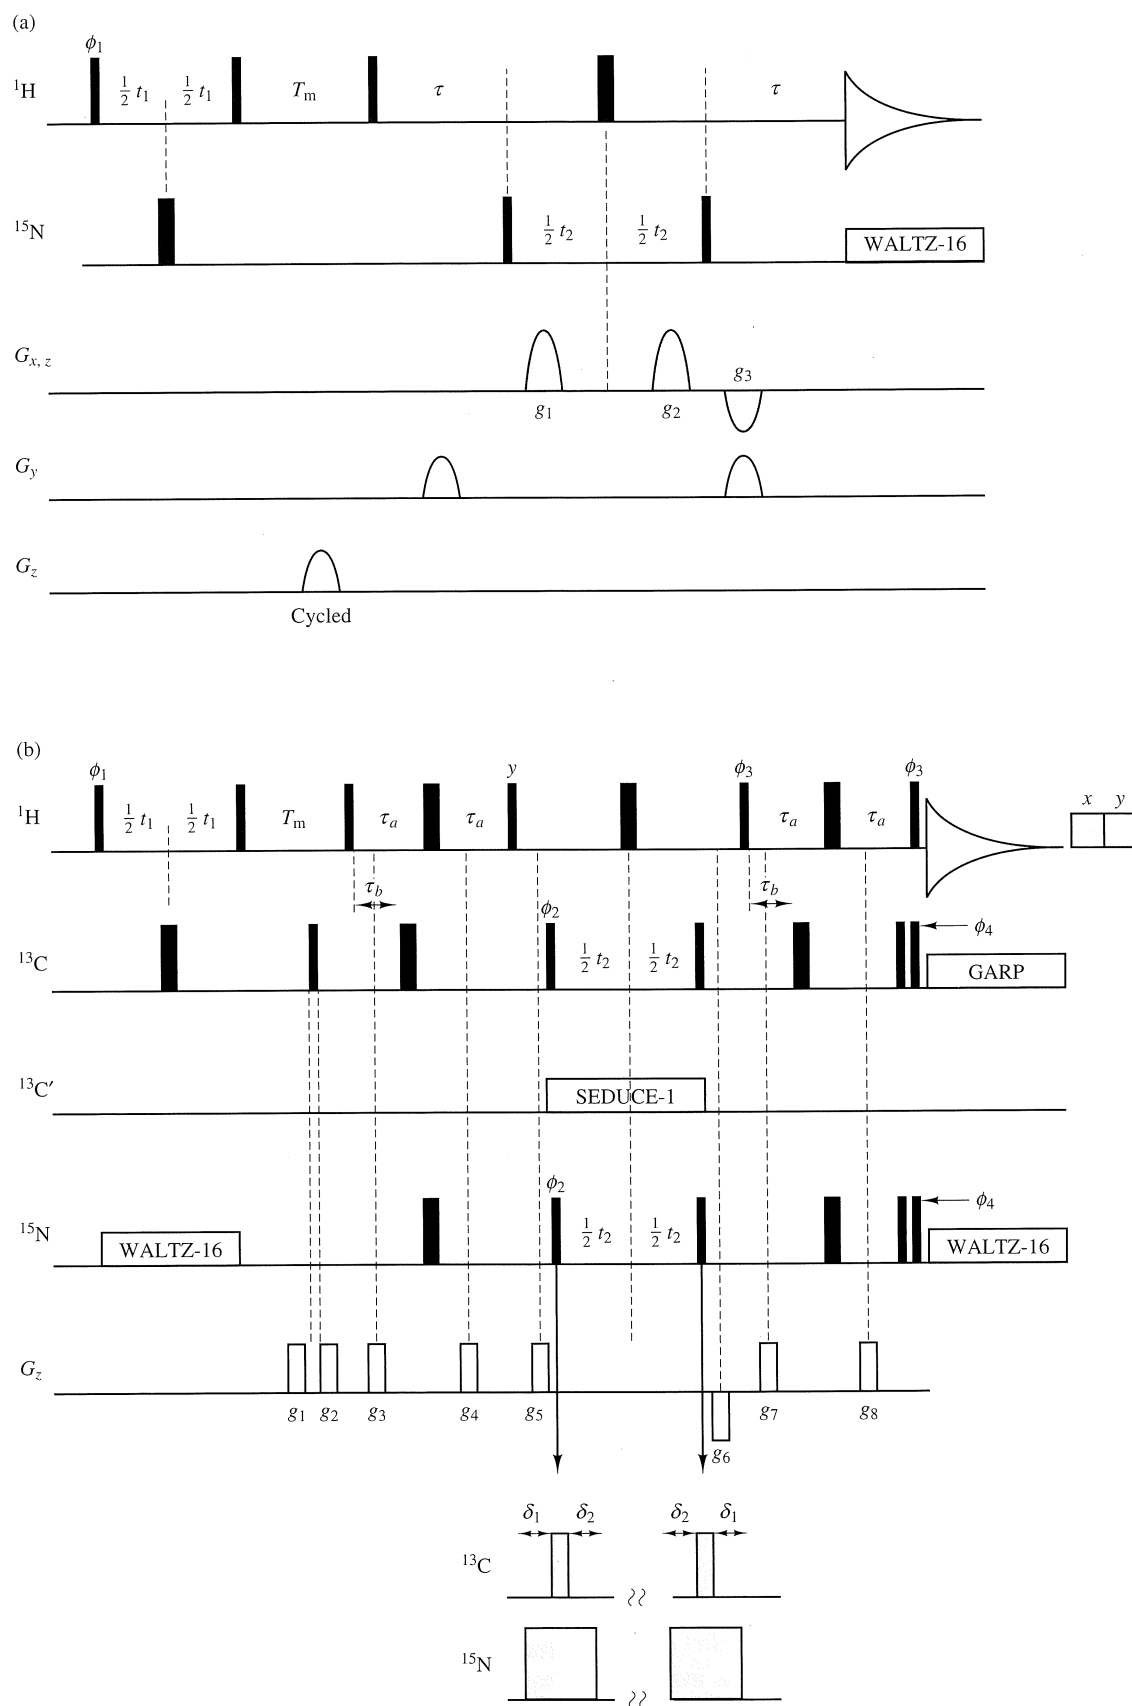 (a)
ϕ1
¹H ½ t1 ½ t1 Tm τ τ
¹⁵N ½ t2 ½ t2 WALTZ-16
Gx, z g3
g1 g2
Gy
Gz
Cycled
(b)
ϕ1 y ϕ3 ϕ3
¹H ½ t1 ½ t1 Tm τa τa τa τa x y
τb τb
ϕ2 ϕ4
¹³C ½ t2 ½ t2 GARP
¹³C′ SEDUCE-1
ϕ2 ϕ4
¹⁵N WALTZ-16 ½ t2 ½ t2 WALTZ-16
Gz
g1 g2 g3 g4 g5 g7 g8
g6
δ1 δ2 δ2 δ1
¹³C
¹⁵N